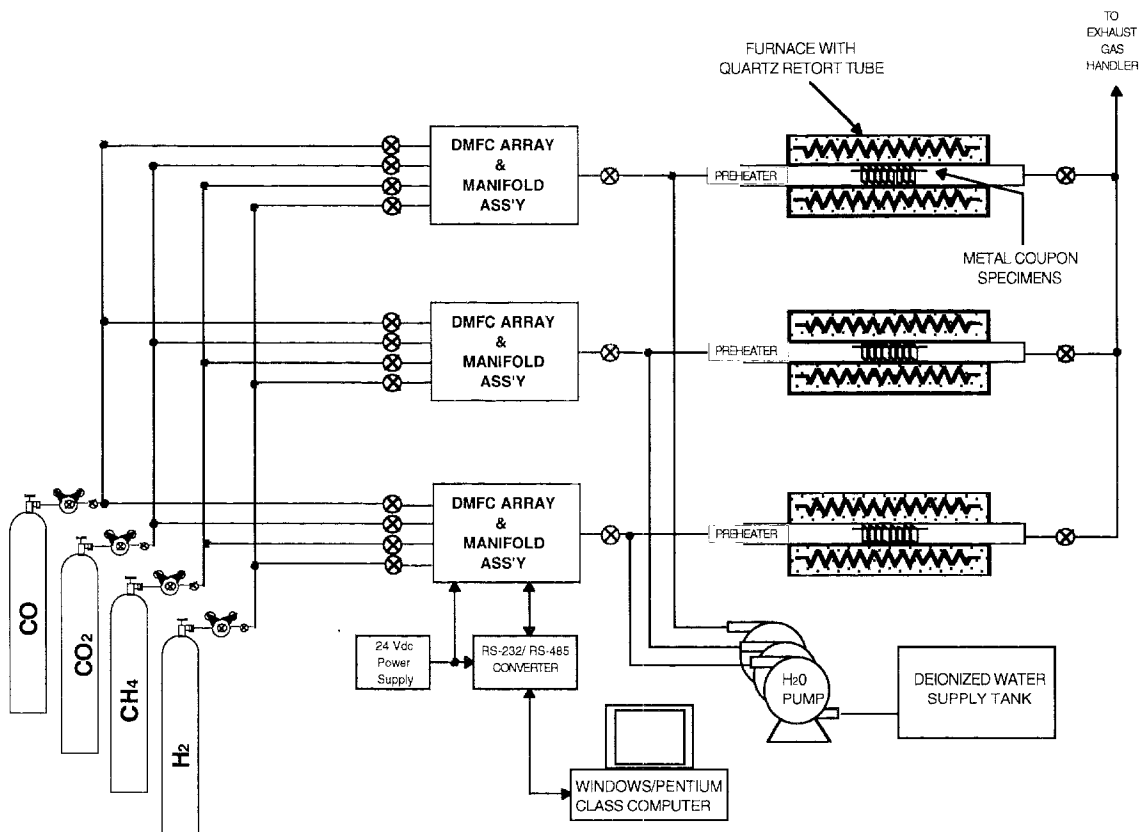 TO
EXHAUST
GAS
HANDLER
FURNACE WITH
QUARTZ RETORT TUBE
DMFC ARRAY
&
MANIFOLD
ASS'Y
PREHEATER
METAL COUPON
SPECIMENS
DMFC ARRAY
&
MANIFOLD
ASS'Y
PREHEATER
DMFC ARRAY
&
MANIFOLD
ASS'Y
PREHEATER
CO
CO2
CH4
H2
24 Vdc
Power
Supply
RS-232/ RS-485
CONVERTER
H20
PUMP
DEIONIZED WATER
SUPPLY TANK
WINDOWS/PENTIUM
CLASS COMPUTER